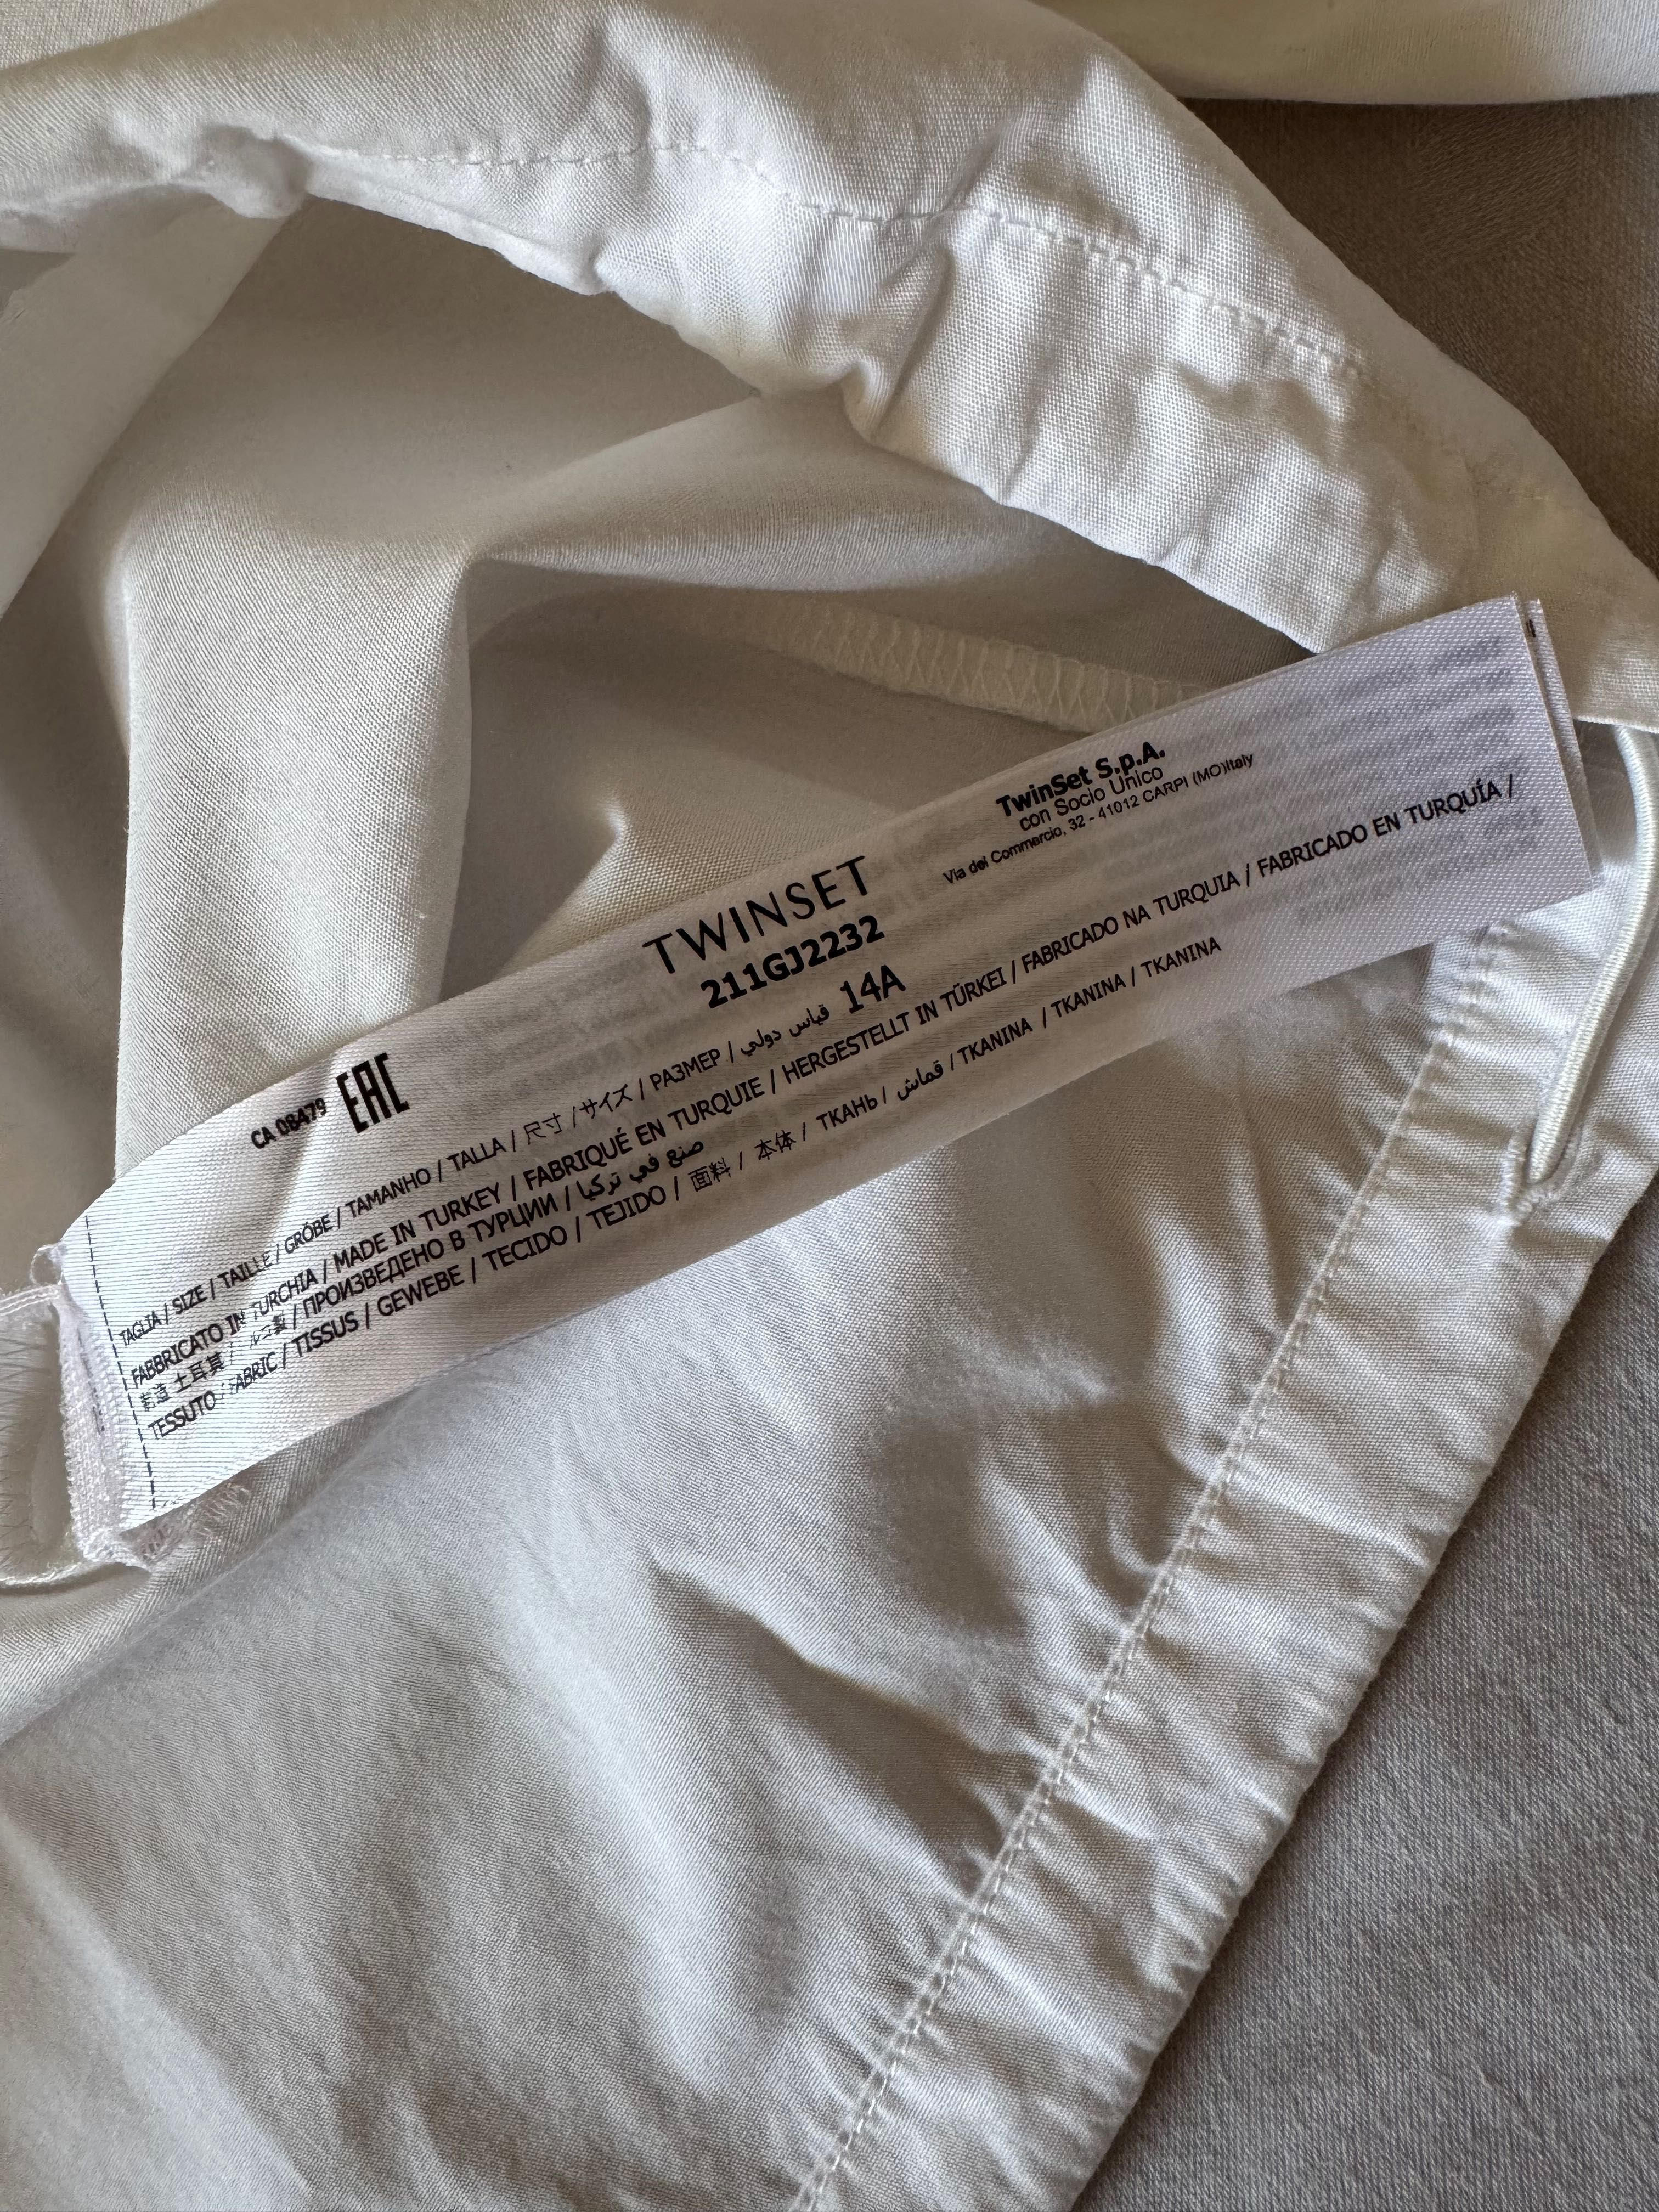 TwinSet S.p.A.
con Socio Unico
Via del Commercio, 32 - 41012 CARPI (MO)Italy
TWINSET
211GJ2232
CA 08479 EAC
TAGLIA / SIZE / TAILLE / GRÖBE / TAMANHO / TALLA / 尺寸 /サイズ / РАЗМЕР / قياس دولي 14A
FABBRICATO IN TURCHIA / MADE IN TURKEY / FABRIQUÉ EN TURQUIE / HERGESTELLT IN TÜRKEI / FABRICADO NA TURQUIA / FABRICADO EN TURQUÍA /
土耳其 / ПРОИЗВЕДЕНО В ТУРЦИИ / صنع في تركيا
TESSUTO / FABRIC / TISSUS / GEWEBE / TECIDO / TEJIDO / 面料 / 本体 / ТКАНЬ / قماش / TKANINA / TKANINA / TKANINA